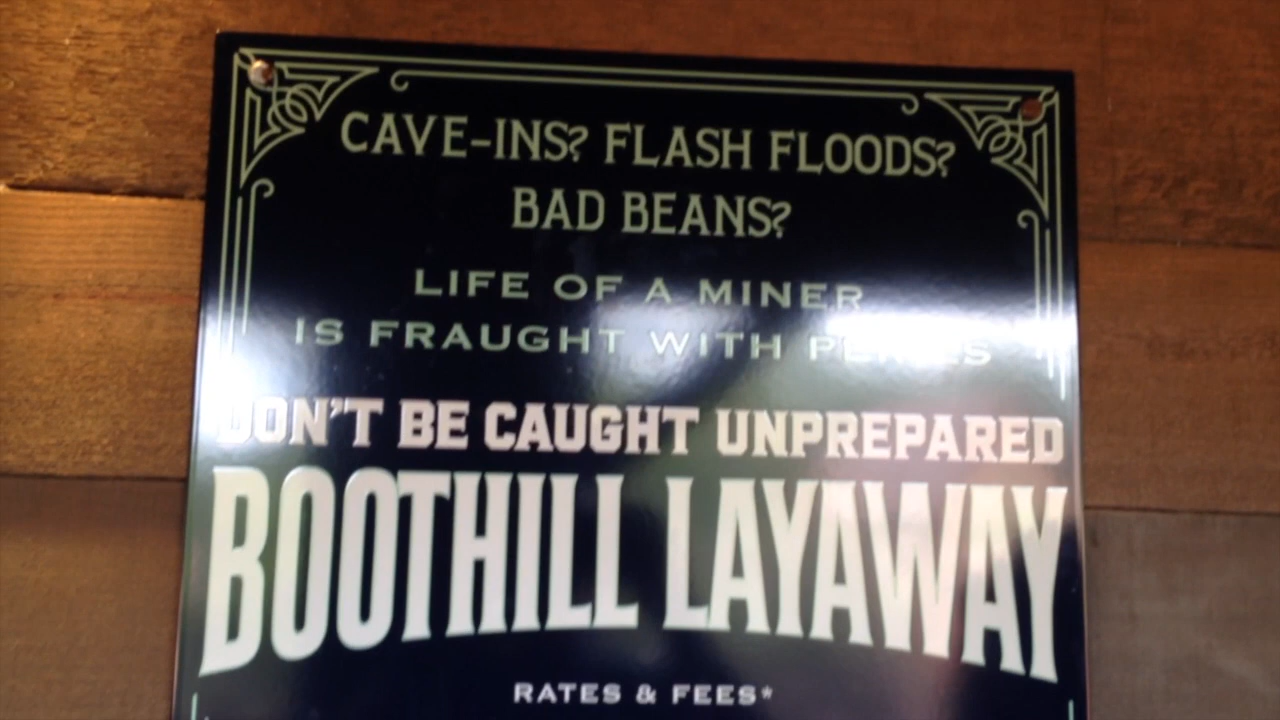 CAVE-INS? FLASH FLOODS?
BAD BEANS?
LIFE OF A MINER
IS FRAUGHT WITH
DON'T BE CAUGHT UNPREPARED
BOOTHILL LAYAWAY
RATES & FEES*